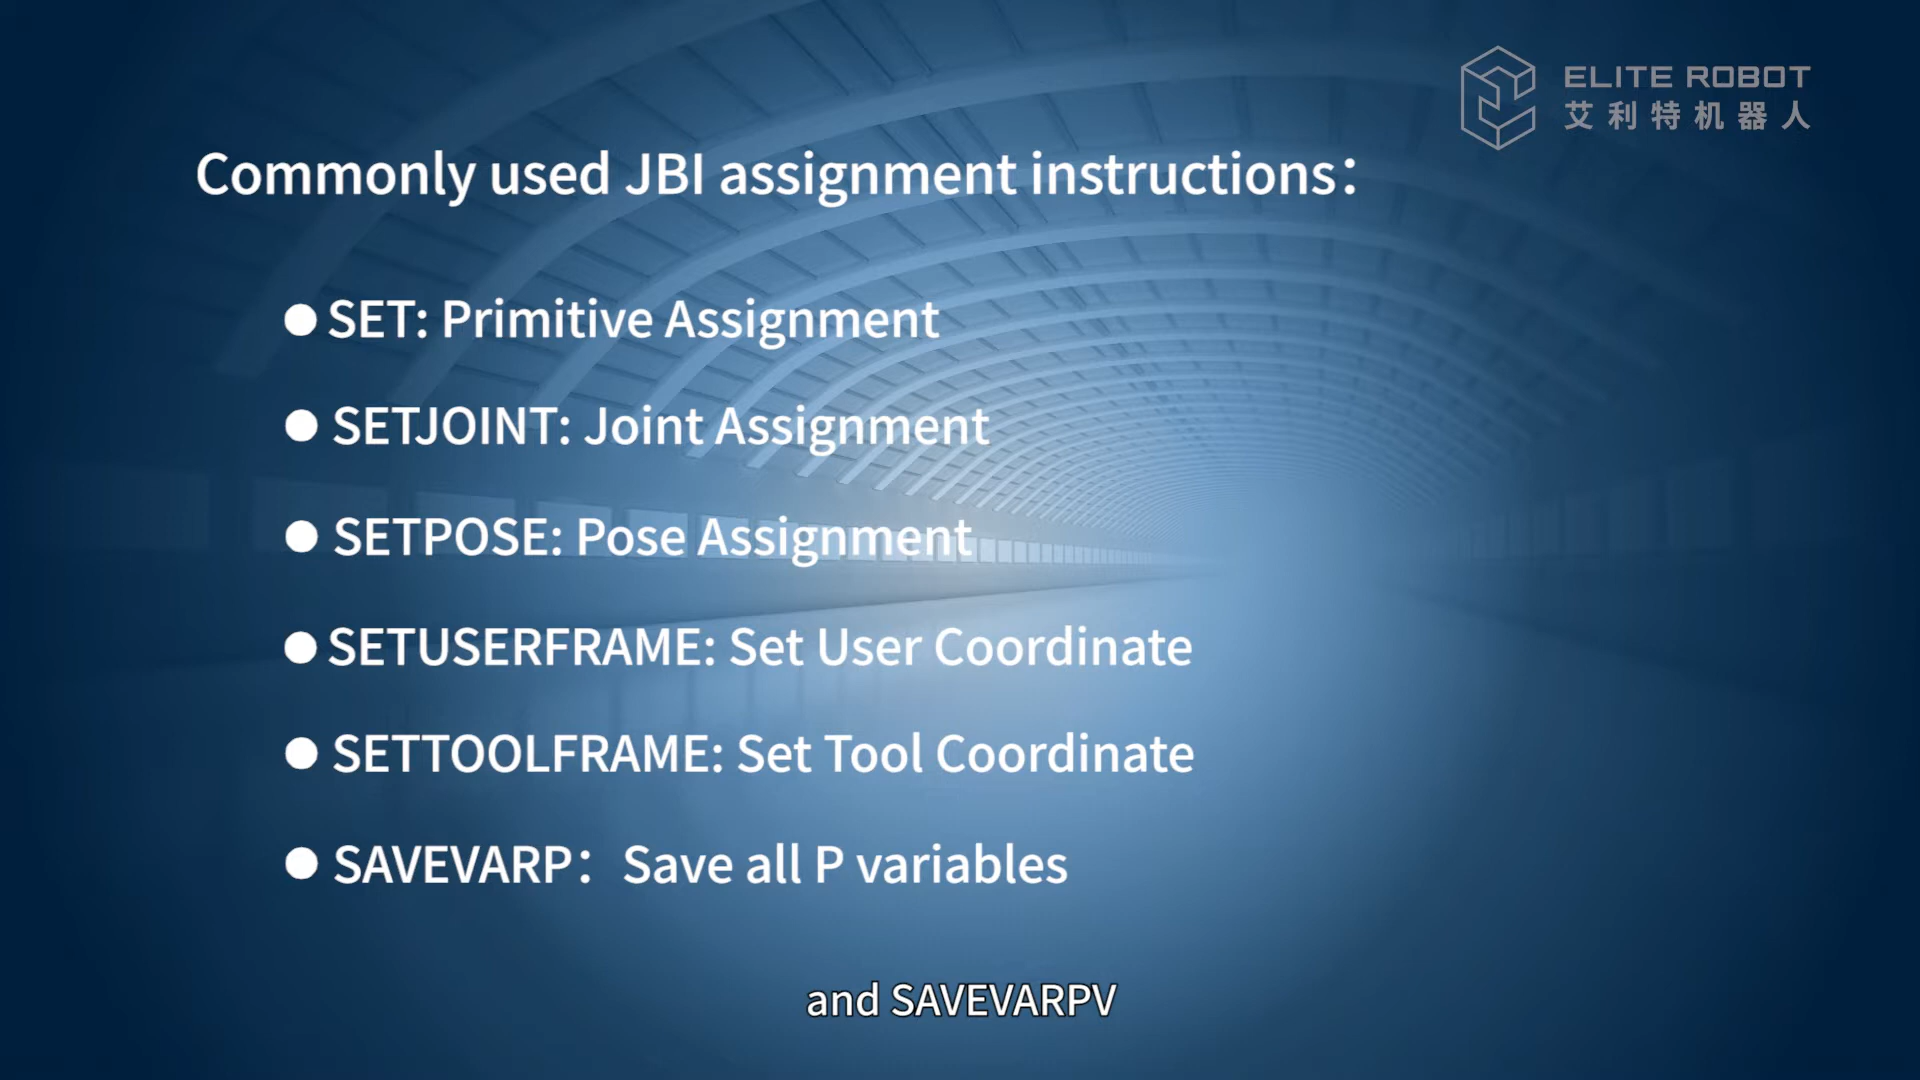 ELITE ROBOT
艾利特机器人
Commonly used JBI assignment instructions：
● SET: Primitive Assignment
● SETJOINT: Joint Assignment
● SETPOSE: Pose Assignment
● SETUSERFRAME: Set User Coordinate
● SETTOOLFRAME: Set Tool Coordinate
● SAVEVARP： Save all P variables
and SAVEVARPV